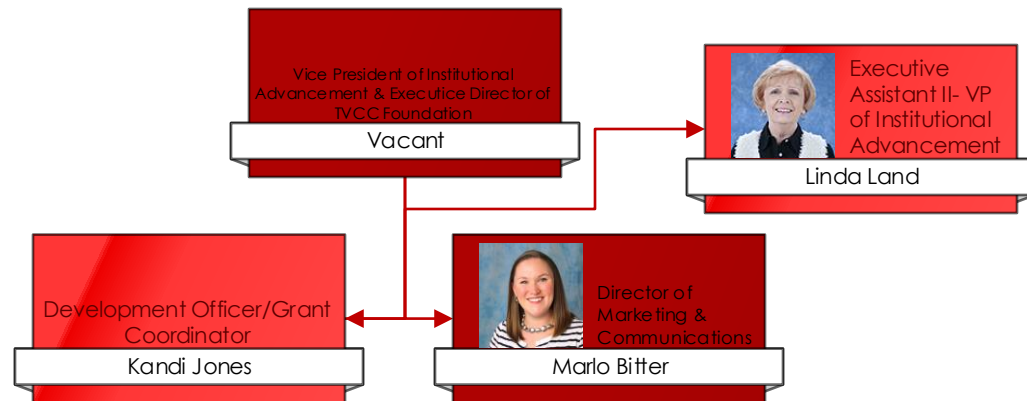 Vice President of Institutional
Advancement & Executice Director of
TVCC Foundation
Vacant
Executive
Assistant II- VP
of Institutional
Advancement
Linda Land
Development Officer/Grant
Coordinator
Kandi Jones
Director of
Marketing &
Communications
Marlo Bitter